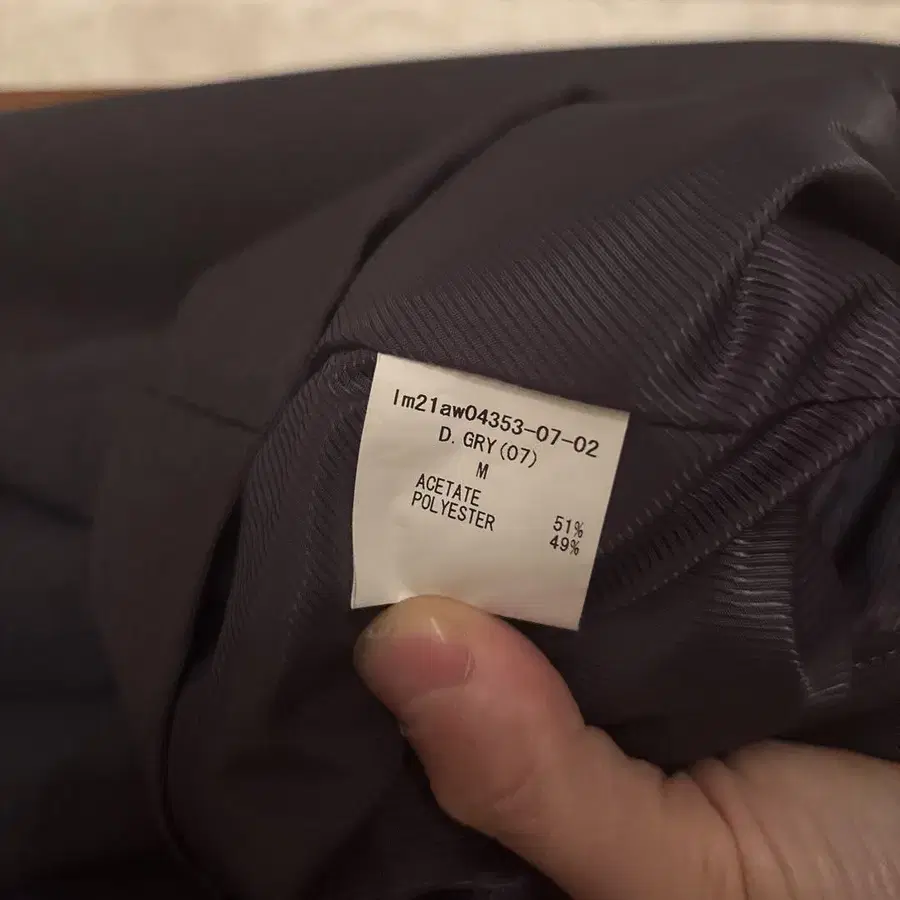 lm21aw04353-07-02
D. GRY(07)
M
ACETATE 51%
POLYESTER 49%